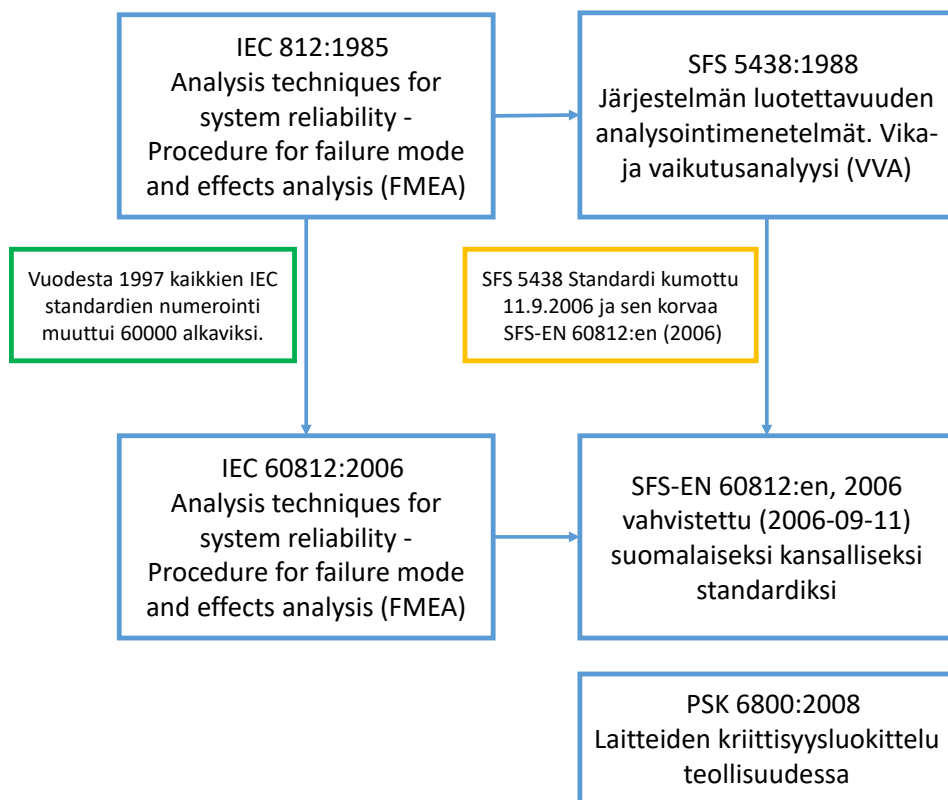 IEC 812:1985
Analysis techniques for
system reliability -
Procedure for failure mode
and effects analysis (FMEA)
SFS 5438:1988
Järjestelmän luotettavuuden
analysointimenetelmät. Vika-
ja vaikutusanalyysi (VVA)
Vuodesta 1997 kaikkien IEC
standardien numerointi
muuttui 60000 alkaviksi.
SFS 5438 Standardi kumottu
11.9.2006 ja sen korvaa
SFS-EN 60812:en (2006)
IEC 60812:2006
Analysis techniques for
system reliability -
Procedure for failure mode
and effects analysis (FMEA)
SFS-EN 60812:en, 2006
vahvistettu (2006-09-11)
suomalaiseksi kansalliseksi
standardiksi
PSK 6800:2008
Laitteiden kriittisyysluokittelu
teollisuudessa